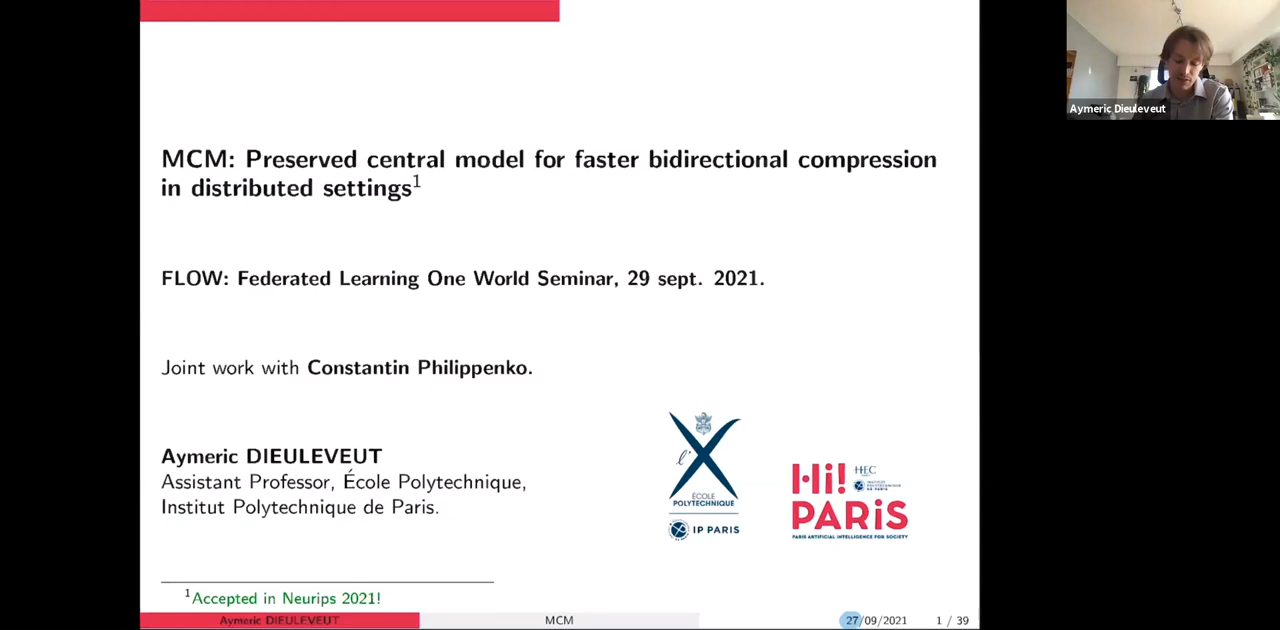 Aymeric Dieuleveut
MCM: Preserved central model for faster bidirectional compression
in distributed settings¹
FLOW: Federated Learning One World Seminar, 29 sept. 2021.
Joint work with Constantin Philippenko.
Aymeric DIEULEVEUT
Assistant Professor, École Polytechnique,
Institut Polytechnique de Paris.
ÉCOLE
POLYTECHNIQUE
IP PARIS
Hi!
HEC
PARiS
PARIS ARTIFICIAL INTELLIGENCE FOR SOCIETY
¹Accepted in Neurips 2021!
Aymeric DIEULEVEUT MCM 27/09/2021 1 / 39